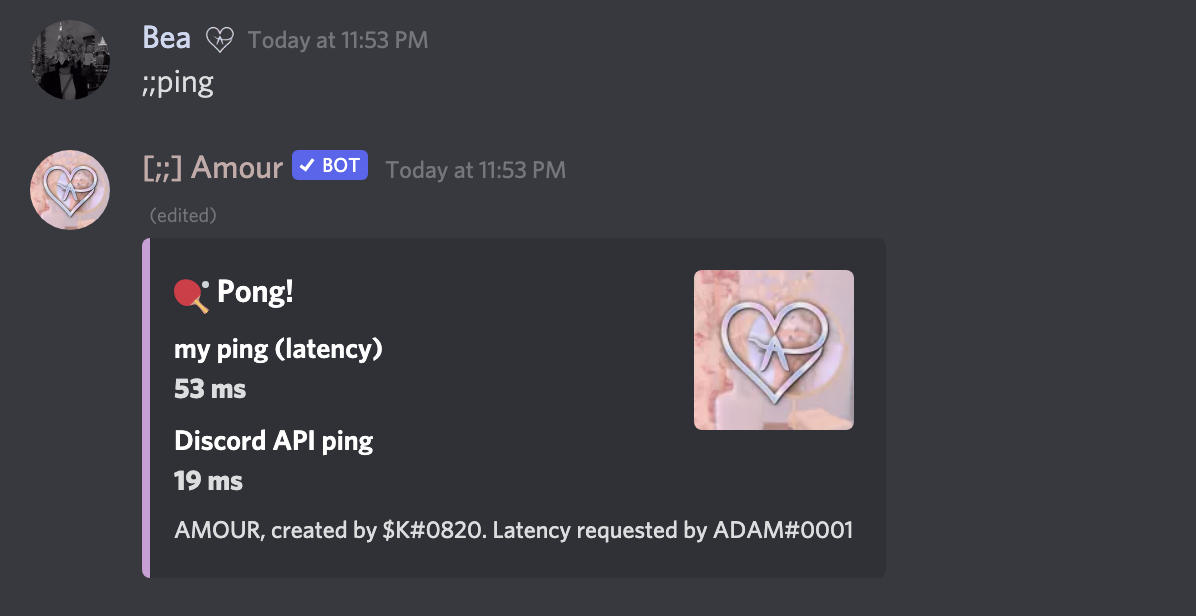 Bea Today at 11:53 PM
;;ping
[;;] Amour ✓ BOT Today at 11:53 PM
(edited)
🏓 Pong!
my ping (latency)
53 ms
Discord API ping
19 ms
AMOUR, created by $K#0820. Latency requested by ADAM#0001